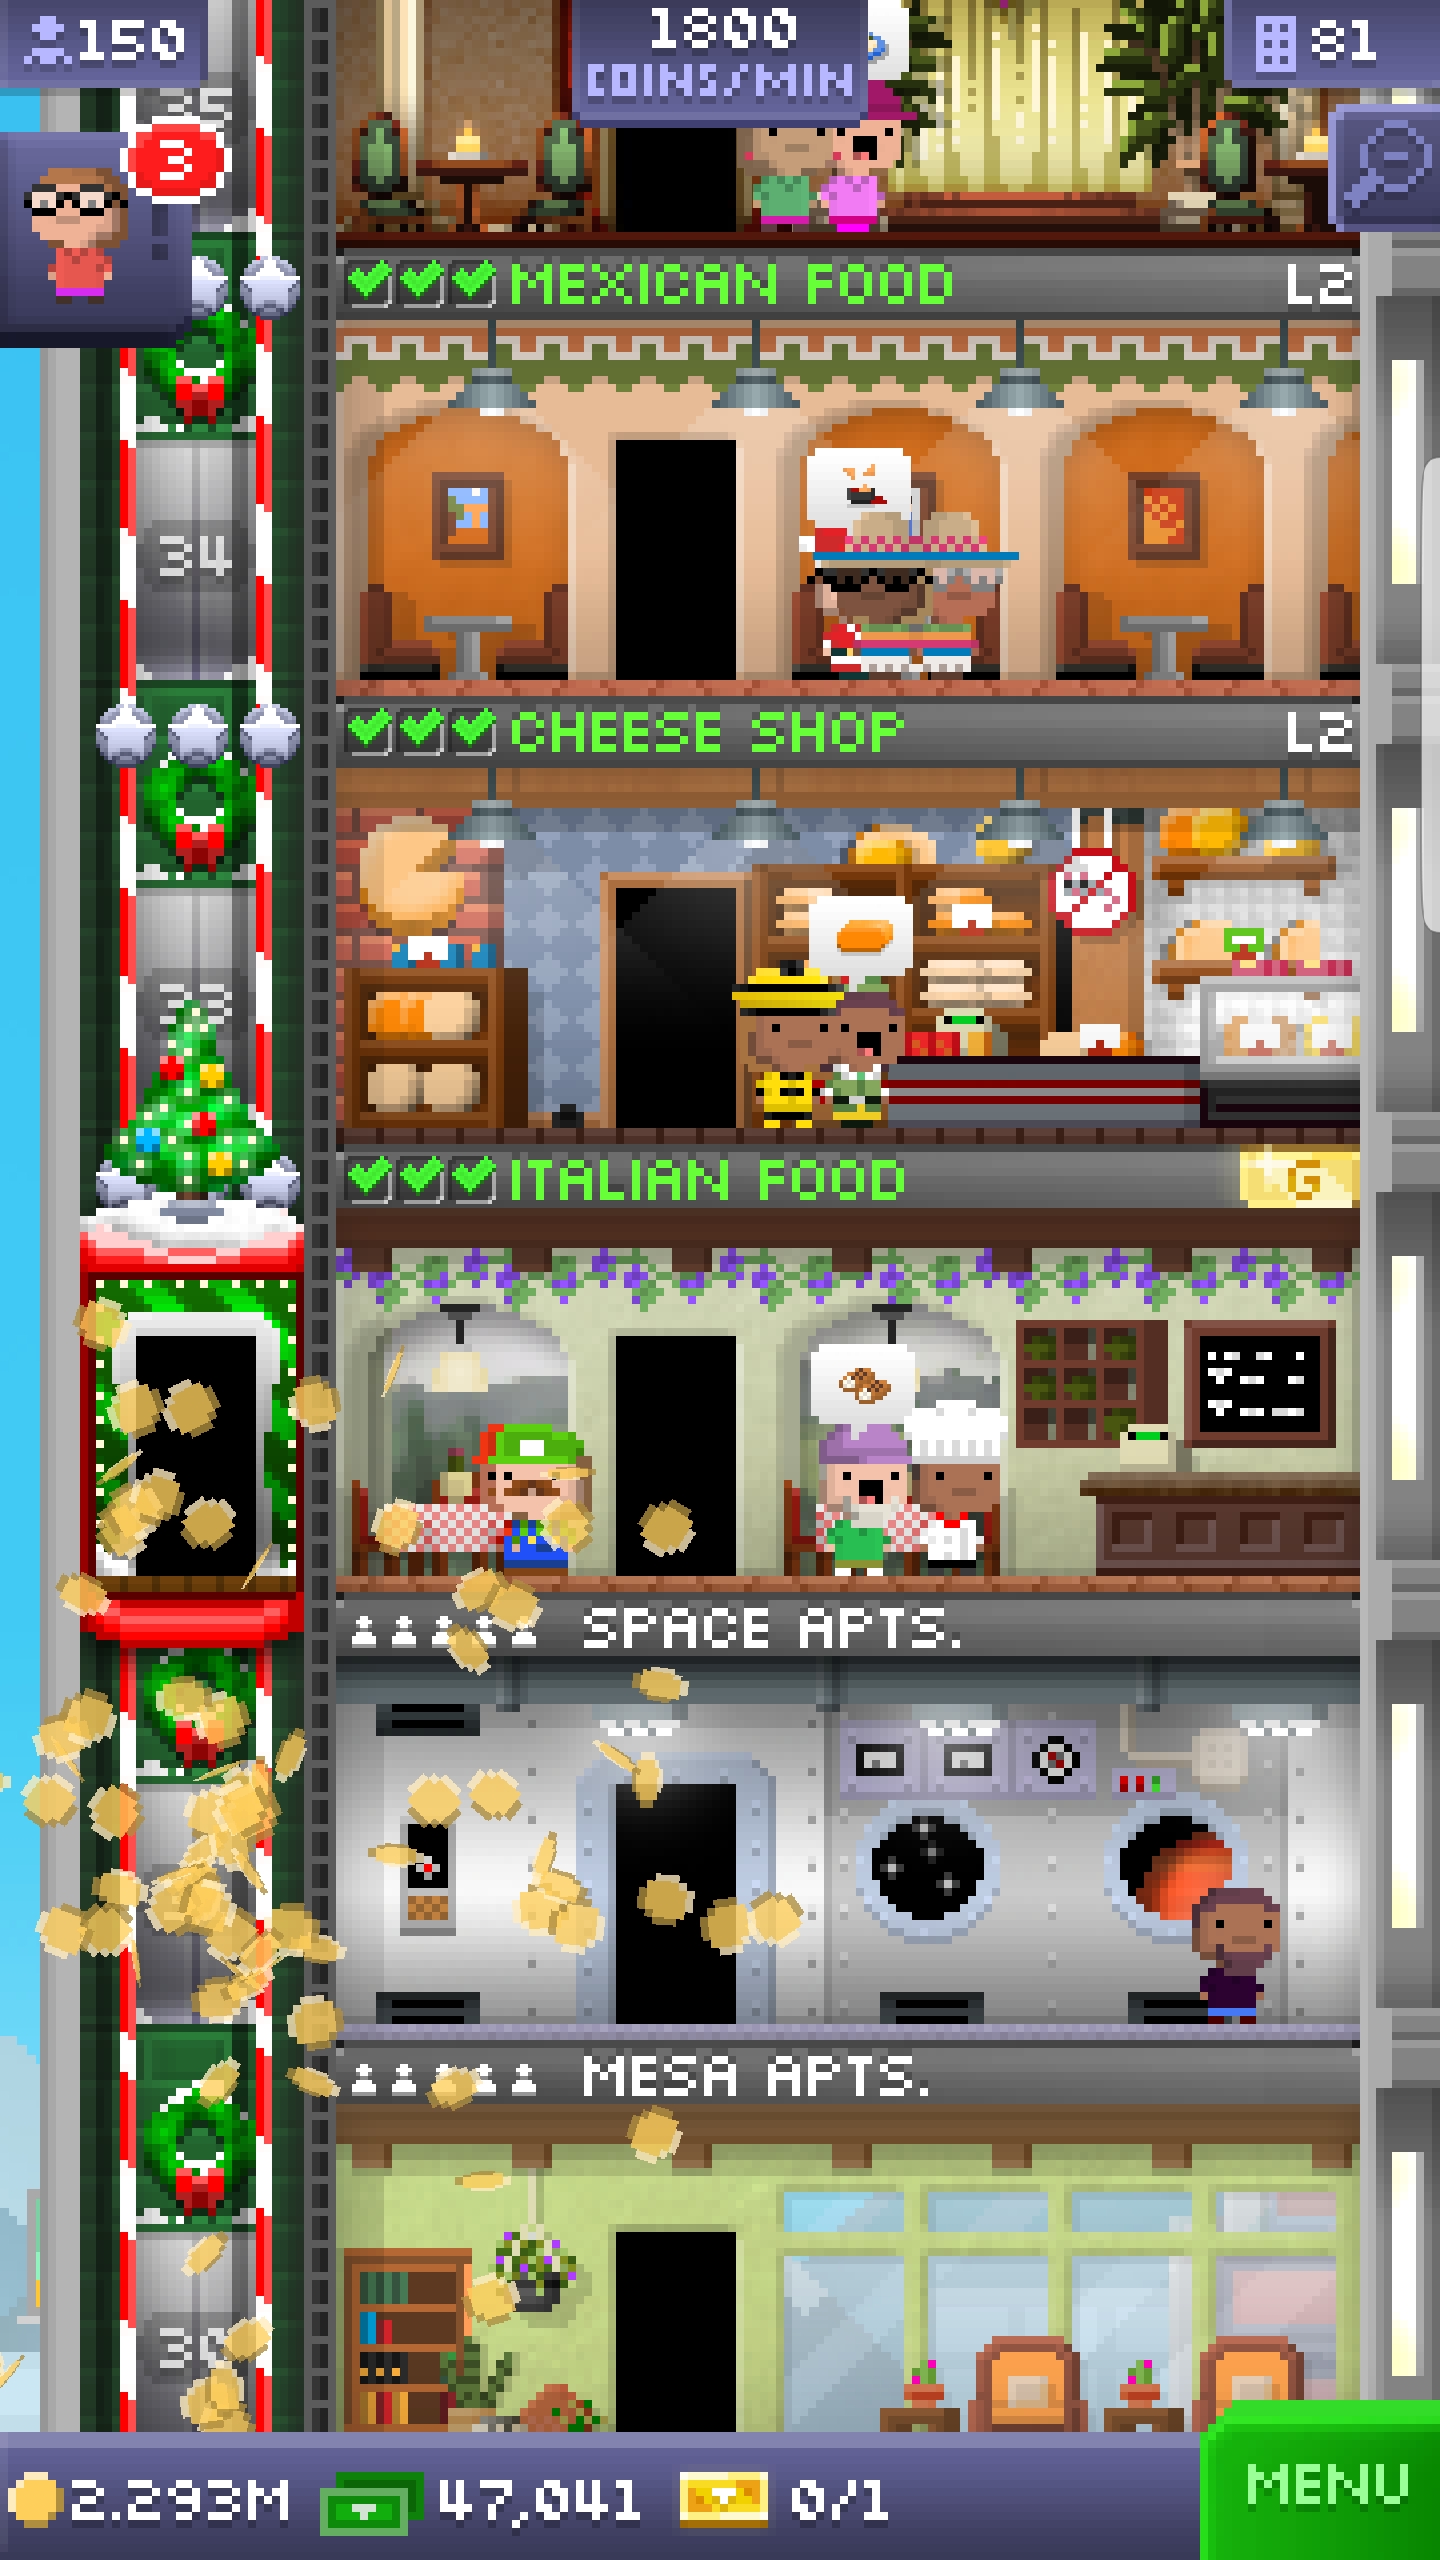 150
1800
COINS/MIN
81
35
3
MEXICAN FOOD
L2
34
CHEESE SHOP
L2
33
ITALIAN FOOD
G
SPACE APTS.
MESA APTS.
2.293M
47,041
0/1
MENU